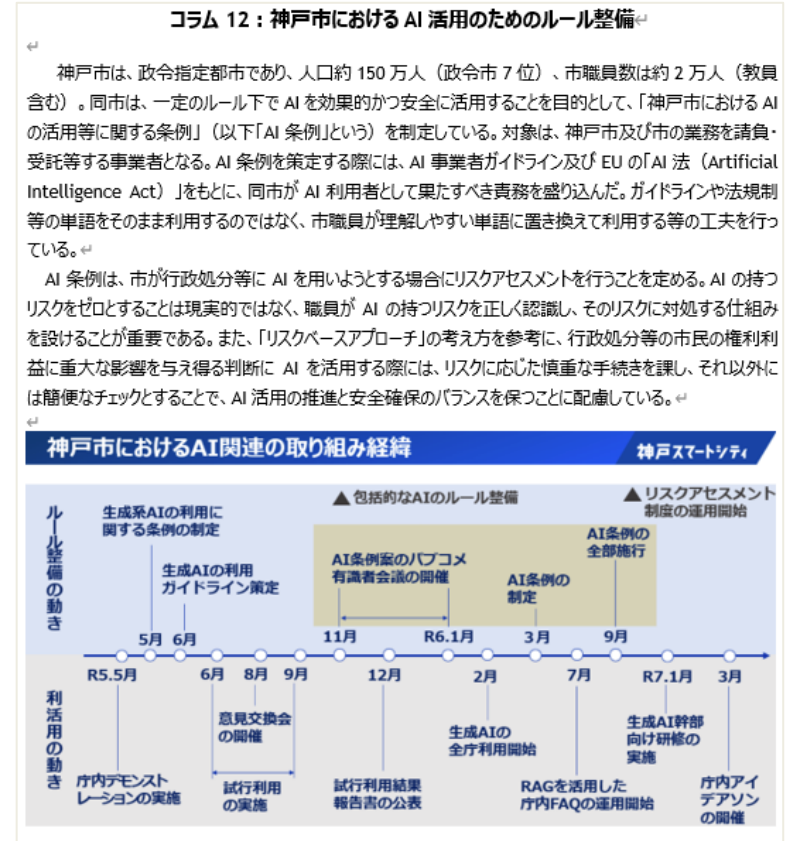 コラム 12：神戸市における AI 活用のためのルール整備↵
↵
神戸市は、政令指定都市であり、人口約 150 万人（政令市 7 位）、市職員数は約 2 万人（教員
含む）。同市は、一定のルール下で AI を効果的かつ安全に活用することを目的として、「神戸市における AI
の活用等に関する条例」（以下「AI 条例」という）を制定している。対象は、神戸市及び市の業務を請負・
受託等する事業者となる。AI 条例を策定する際には、AI 事業者ガイドライン及び EU の「AI 法（Artificial
Intelligence Act）」をもとに、同市が AI 利用者として果たすべき責務を盛り込んだ。ガイドラインや法規制
等の単語をそのまま利用するのではなく、市職員が理解しやすい単語に置き換えて利用する等の工夫を行っ
ている。↵
AI 条例は、市が行政処分等に AI を用いようとする場合にリスクアセスメントを行うことを定める。AI の持つ
リスクをゼロとすることは現実的ではなく、職員が AI の持つリスクを正しく認識し、そのリスクに対処する仕組み
を設けることが重要である。また、「リスクベースアプローチ」の考え方を参考に、行政処分等の市民の権利利
益に重大な影響を与え得る判断に AI を活用する際には、リスクに応じた慎重な手続きを課し、それ以外に
は簡便なチェックとすることで、AI 活用の推進と安全確保のバランスを保つことに配慮している。↵
↵
神戸市におけるAI関連の取り組み経緯
神戸スマートシティ
ルール整備の動き
生成系AIの利用に
関する条例の制定
生成AIの利用
ガイドライン策定
▲包括的なAIのルール整備
▲リスクアセスメント
制度の運用開始
AI条例案のパブコメ
有識者会議の開催
AI条例の
制定
AI条例の
全部施行
5月 6月 11月 R6.1月 3月 9月
R5.5月 6月 8月 9月 12月 2月 7月 R7.1月 3月
利活用の動き
庁内デモンスト
レーションの実施
意見交換会
の開催
試行利用
の実施
試行利用結果
報告書の公表
生成AIの
全庁利用開始
RAGを活用した
庁内FAQの運用開始
生成AI幹部
向け研修の
実施
庁内アイ
デアソン
の開催